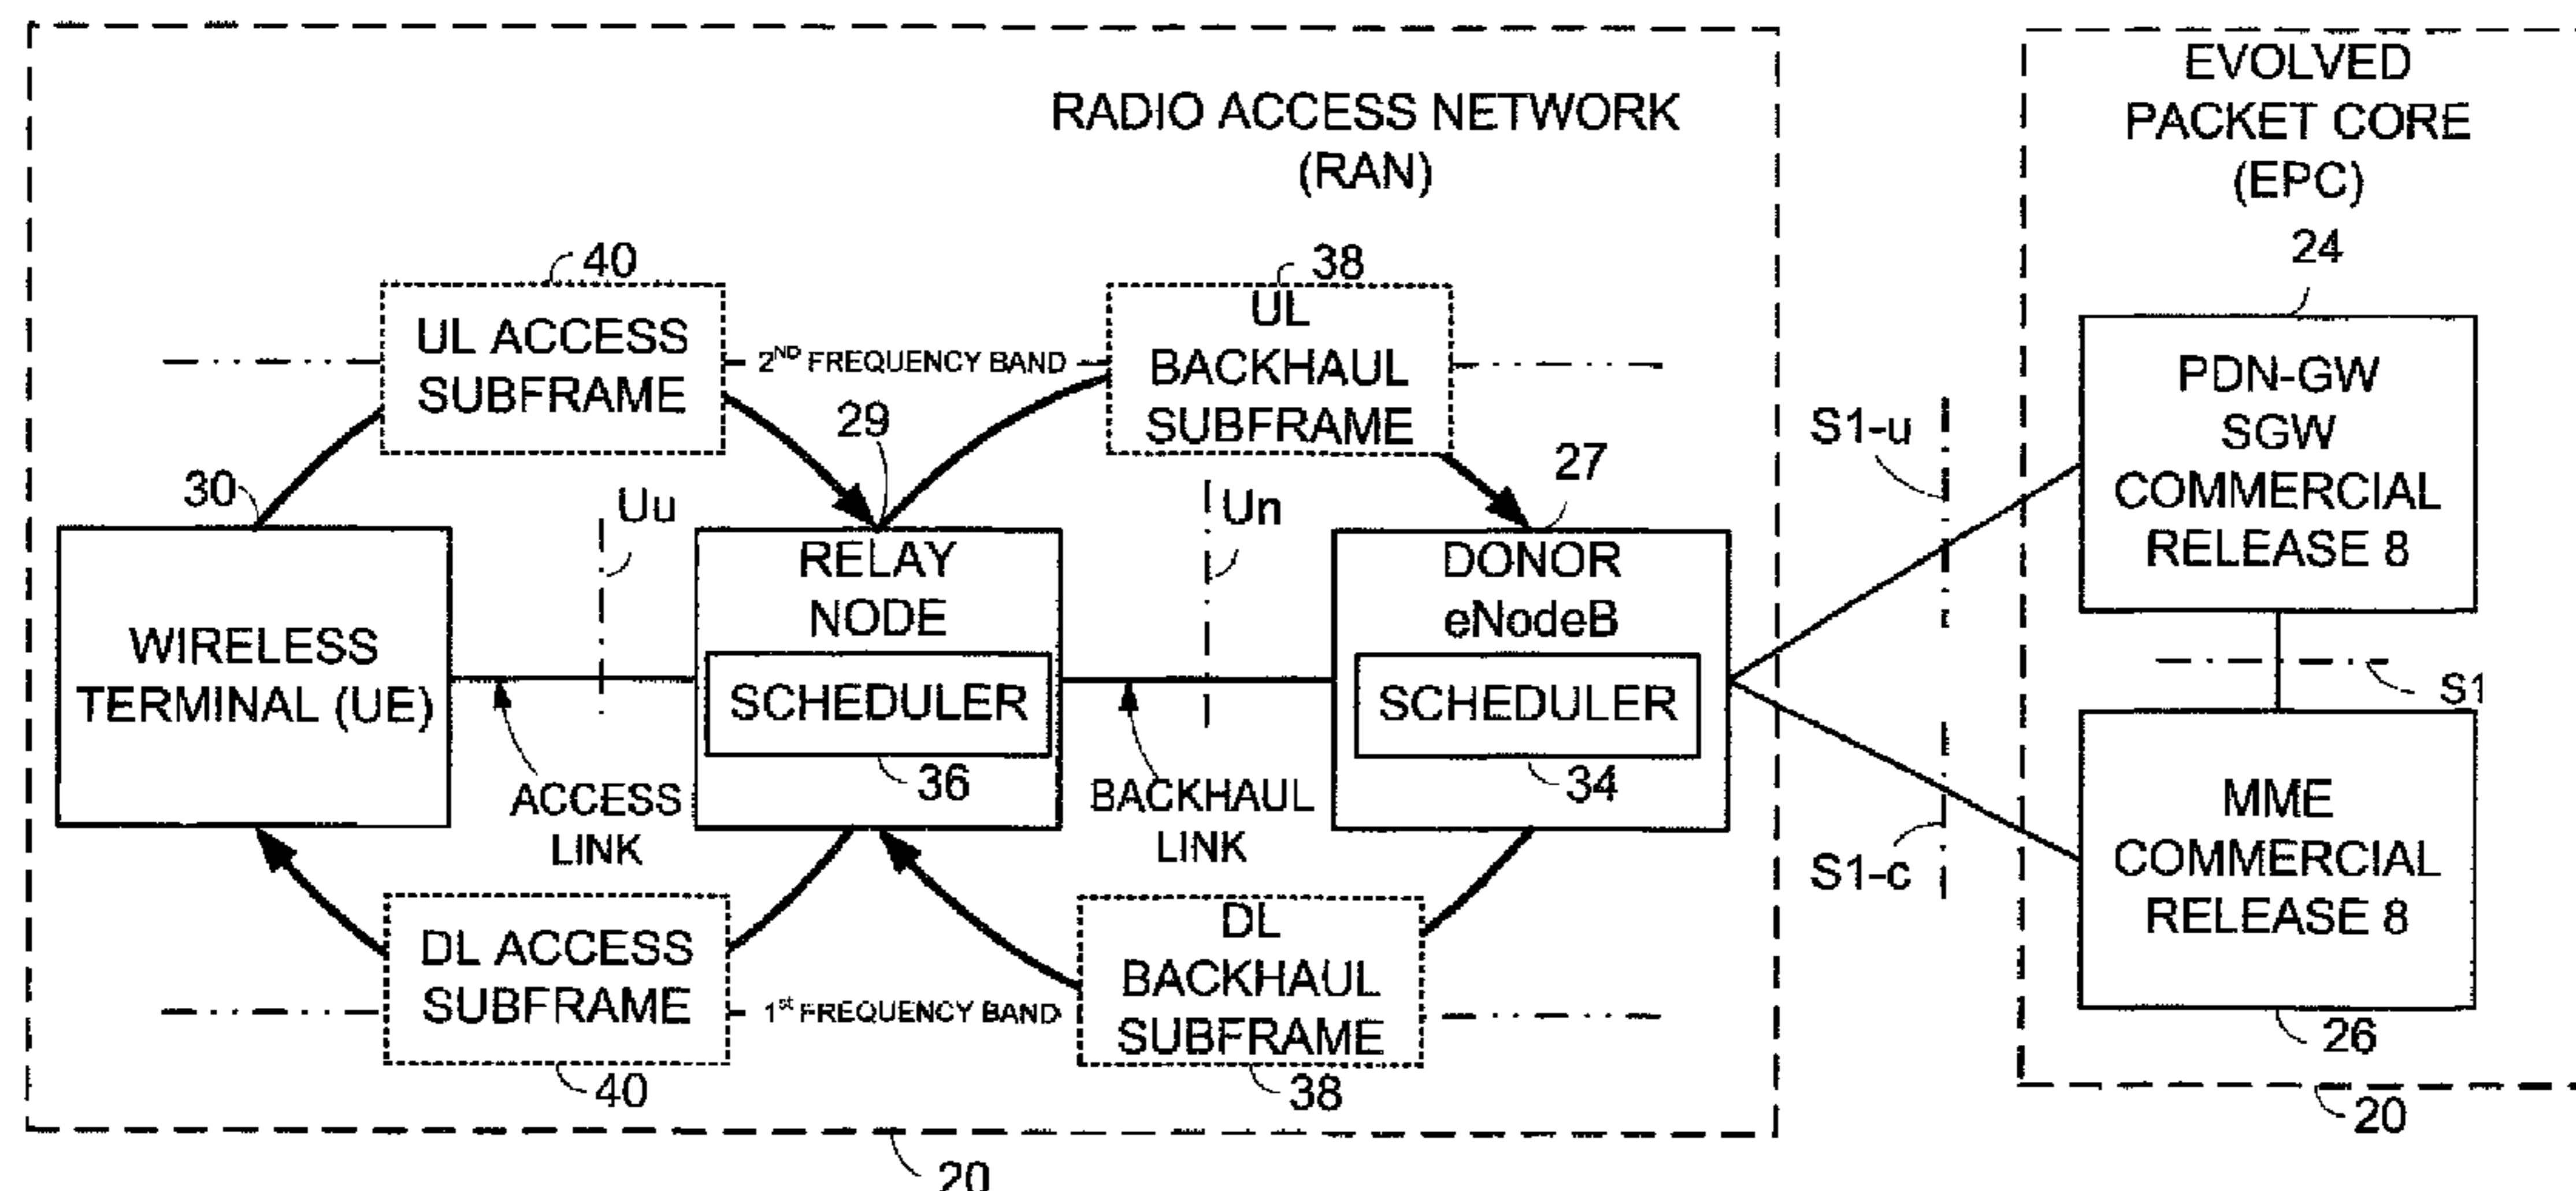 RADIO ACCESS NETWORK
(RAN)
EVOLVED
PACKET CORE
(EPC)
24
40
38
UL ACCESS
SUBFRAME
2ND FREQUENCY BAND
UL
BACKHAUL
SUBFRAME
29
27
30
Uu
Un
S1-u
PDN-GW
SGW
COMMERCIAL
RELEASE 8
WIRELESS
TERMINAL (UE)
RELAY
NODE
SCHEDULER
36
DONOR
eNodeB
SCHEDULER
34
S1
ACCESS
LINK
BACKHAUL
LINK
S1-c
MME
COMMERCIAL
RELEASE 8
26
DL ACCESS
SUBFRAME
1st FREQUENCY BAND
DL
BACKHAUL
SUBFRAME
40
38
20
20